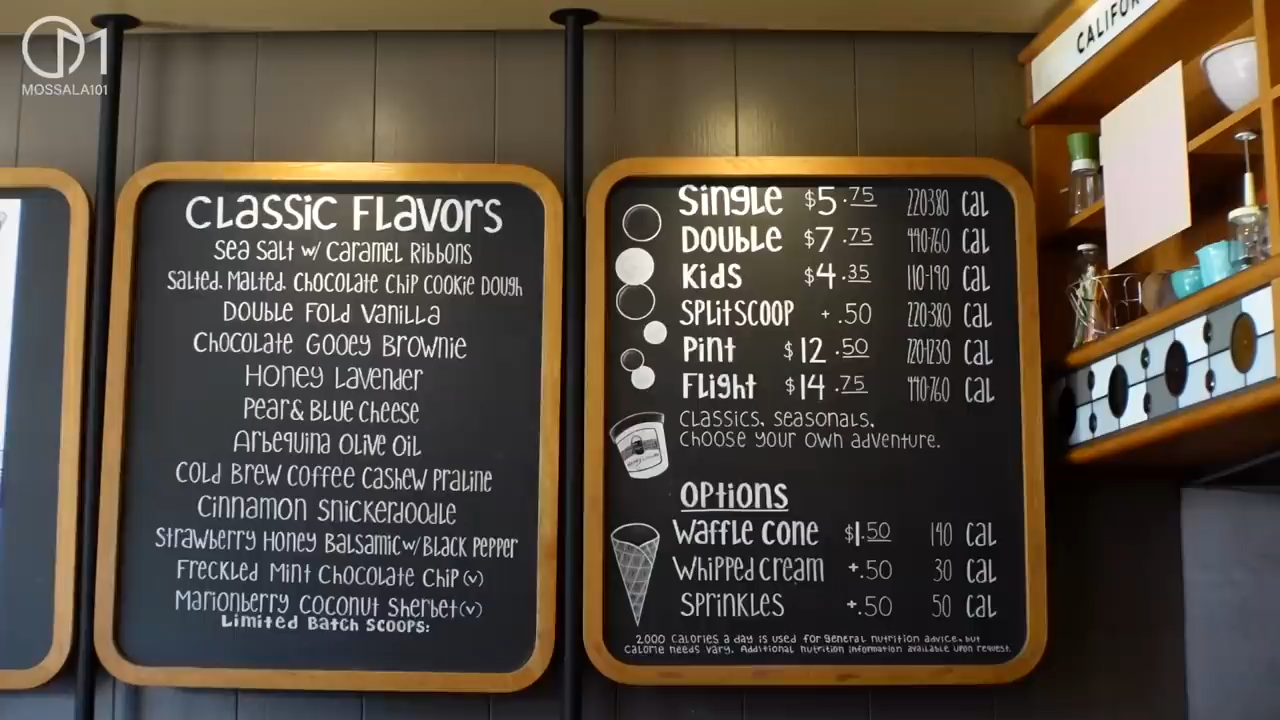 MOSSALA101
CALIFOR
CLASSIC FLAVORS
SEA SALT w/ CARAMEL RIBBONS
SALTED, MALTED, CHOCOLATE CHIP COOKIE DOUGH
DOUBLE FOLD VANILLA
CHOCOLATE GOOEY BROWNIE
HONEY LAVENDER
PEAR & BLUE CHEESE
ARBEQUINA OLIVE OIL
COLD BREW COFFEE CASHEW PRALINE
CINNAMON SNICKERDOODLE
STRAWBERRY HONEY BALSAMIC w/ BLACK PEPPER
FRECKLED MINT CHOCOLATE CHIP (v)
MARIONBERRY COCONUT SHERBET (v)
LIMITED BATCH SCOOPS:
SINGLE $5.75 220-380 CAL
DOUBLE $7.75 440-760 CAL
KIDS $4.35 110-190 CAL
SPLIT SCOOP +.50 220-380 CAL
PINT $12.50 720-1230 CAL
FLIGHT $14.75 440-760 CAL
CLASSICS, SEASONALS,
CHOOSE YOUR OWN ADVENTURE.
OPTIONS
WAFFLE CONE $1.50 140 CAL
WHIPPED CREAM +.50 30 CAL
SPRINKLES +.50 50 CAL
2000 CALORIES A DAY IS USED FOR GENERAL NUTRITION ADVICE, BUT
CALORIE NEEDS VARY. ADDITIONAL NUTRITION INFORMATION AVAILABLE UPON REQUEST.